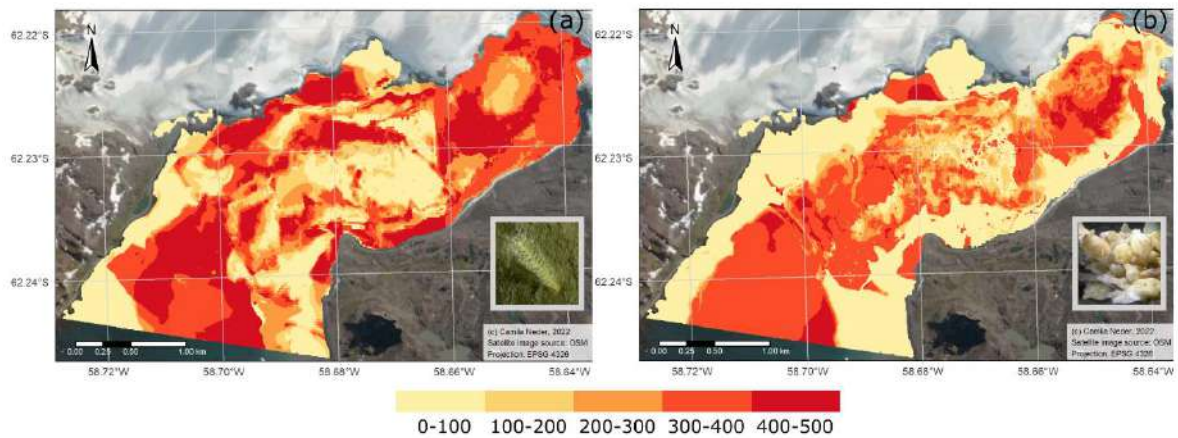 (a)
N
62.22°S
62.23°S
62.24°S
(c) Camila Neder, 2022
Satellite image source: OSM
Projection: EPSG 4326
0.00 0.25 0.50 1.00 km
58.72°W 58.70°W 58.68°W 58.66°W 58.64°W
(b)
N
62.22°S
62.23°S
62.24°S
(c) Camila Neder, 2022
Satellite image source: OSM
Projection: EPSG 4326
0.00 0.25 0.50 1.00 km
58.72°W 58.70°W 58.68°W 58.66°W 58.64°W
0-100 100-200 200-300 300-400 400-500